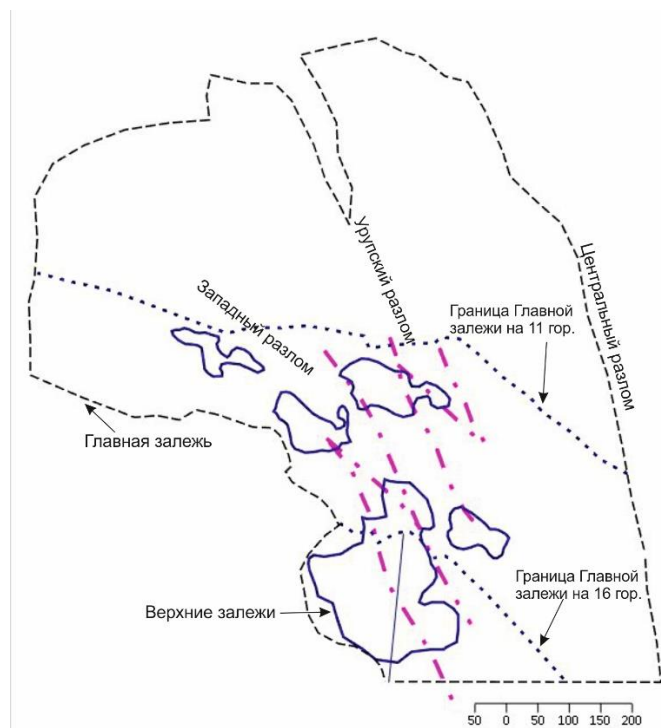 Урупский разлом
Центральный разлом
Западный разлом
Граница Главной
залежи на 11 гор.
Главная залежь
Граница Главной
залежи на 16 гор.
Верхние залежи
50 0 50 100 150 200